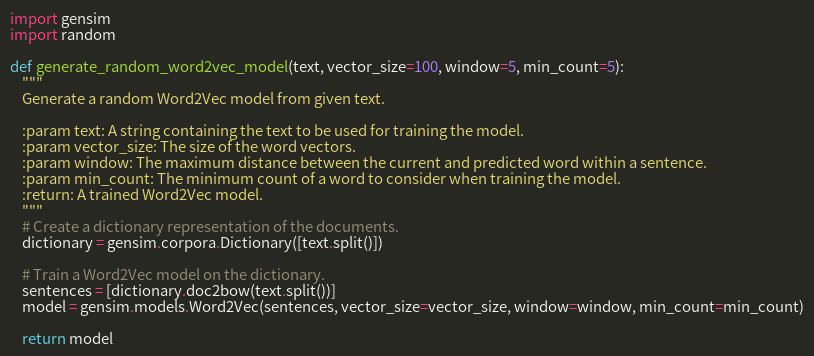 import gensim
import random
def generate_random_word2vec_model(text, vector_size=100, window=5, min_count=5):
"""
Generate a random Word2Vec model from given text.
:param text: A string containing the text to be used for training the model.
:param vector_size: The size of the word vectors.
:param window: The maximum distance between the current and predicted word within a sentence.
:param min_count: The minimum count of a word to consider when training the model.
:return: A trained Word2Vec model.
"""
# Create a dictionary representation of the documents.
dictionary = gensim.corpora.Dictionary([text.split()])
# Train a Word2Vec model on the dictionary.
sentences = [dictionary.doc2bow(text.split())]
model = gensim.models.Word2Vec(sentences, vector_size=vector_size, window=window, min_count=min_count)
return model